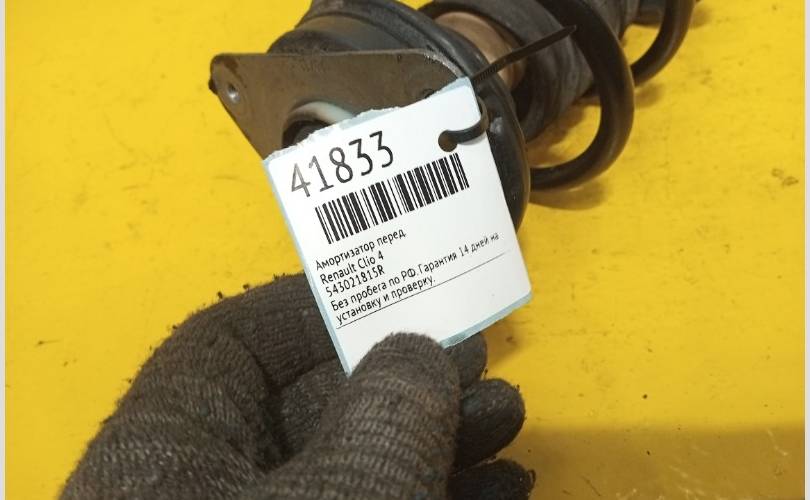 41833
Амортизатор перед.
Renault Clio 4
543021815R
Без пробега по РФ.Гарантия 14 дней на
установку и проверку.